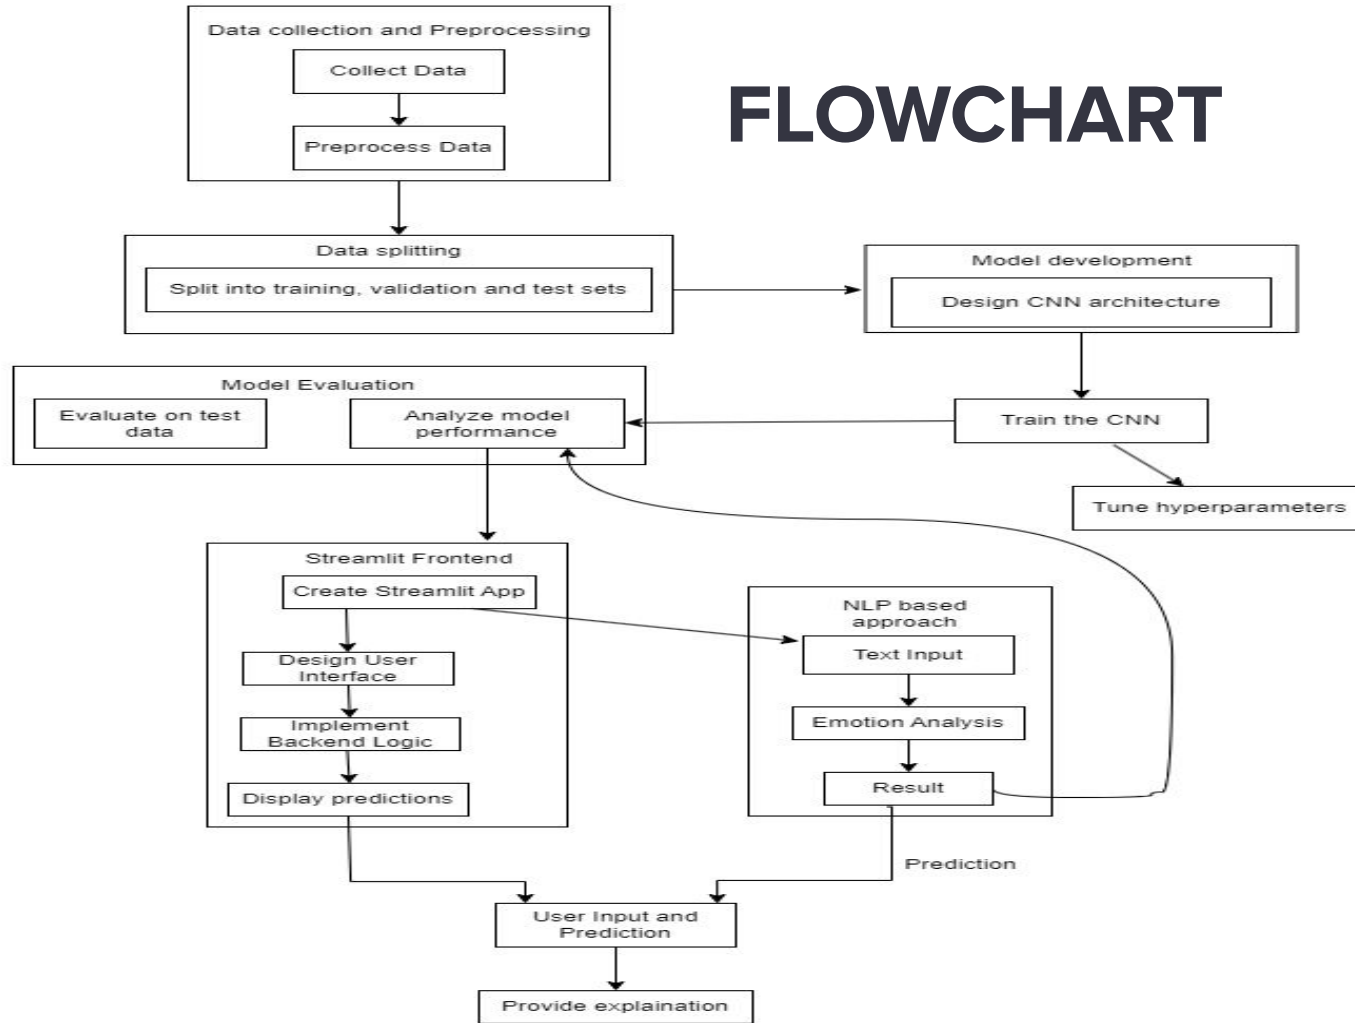 Data collection and Preprocessing
Collect Data
Preprocess Data
FLOWCHART
Data splitting
Split into training, validation and test sets
Model development
Design CNN architecture
Model Evaluation
Evaluate on test
data
Analyze model
performance
Train the CNN
Tune hyperparameters
Streamlit Frontend
Create Streamlit App
Design User
Interface
Implement
Backend Logic
Display predictions
NLP based
approach
Text Input
Emotion Analysis
Result
Prediction
User Input and
Prediction
Provide explaination